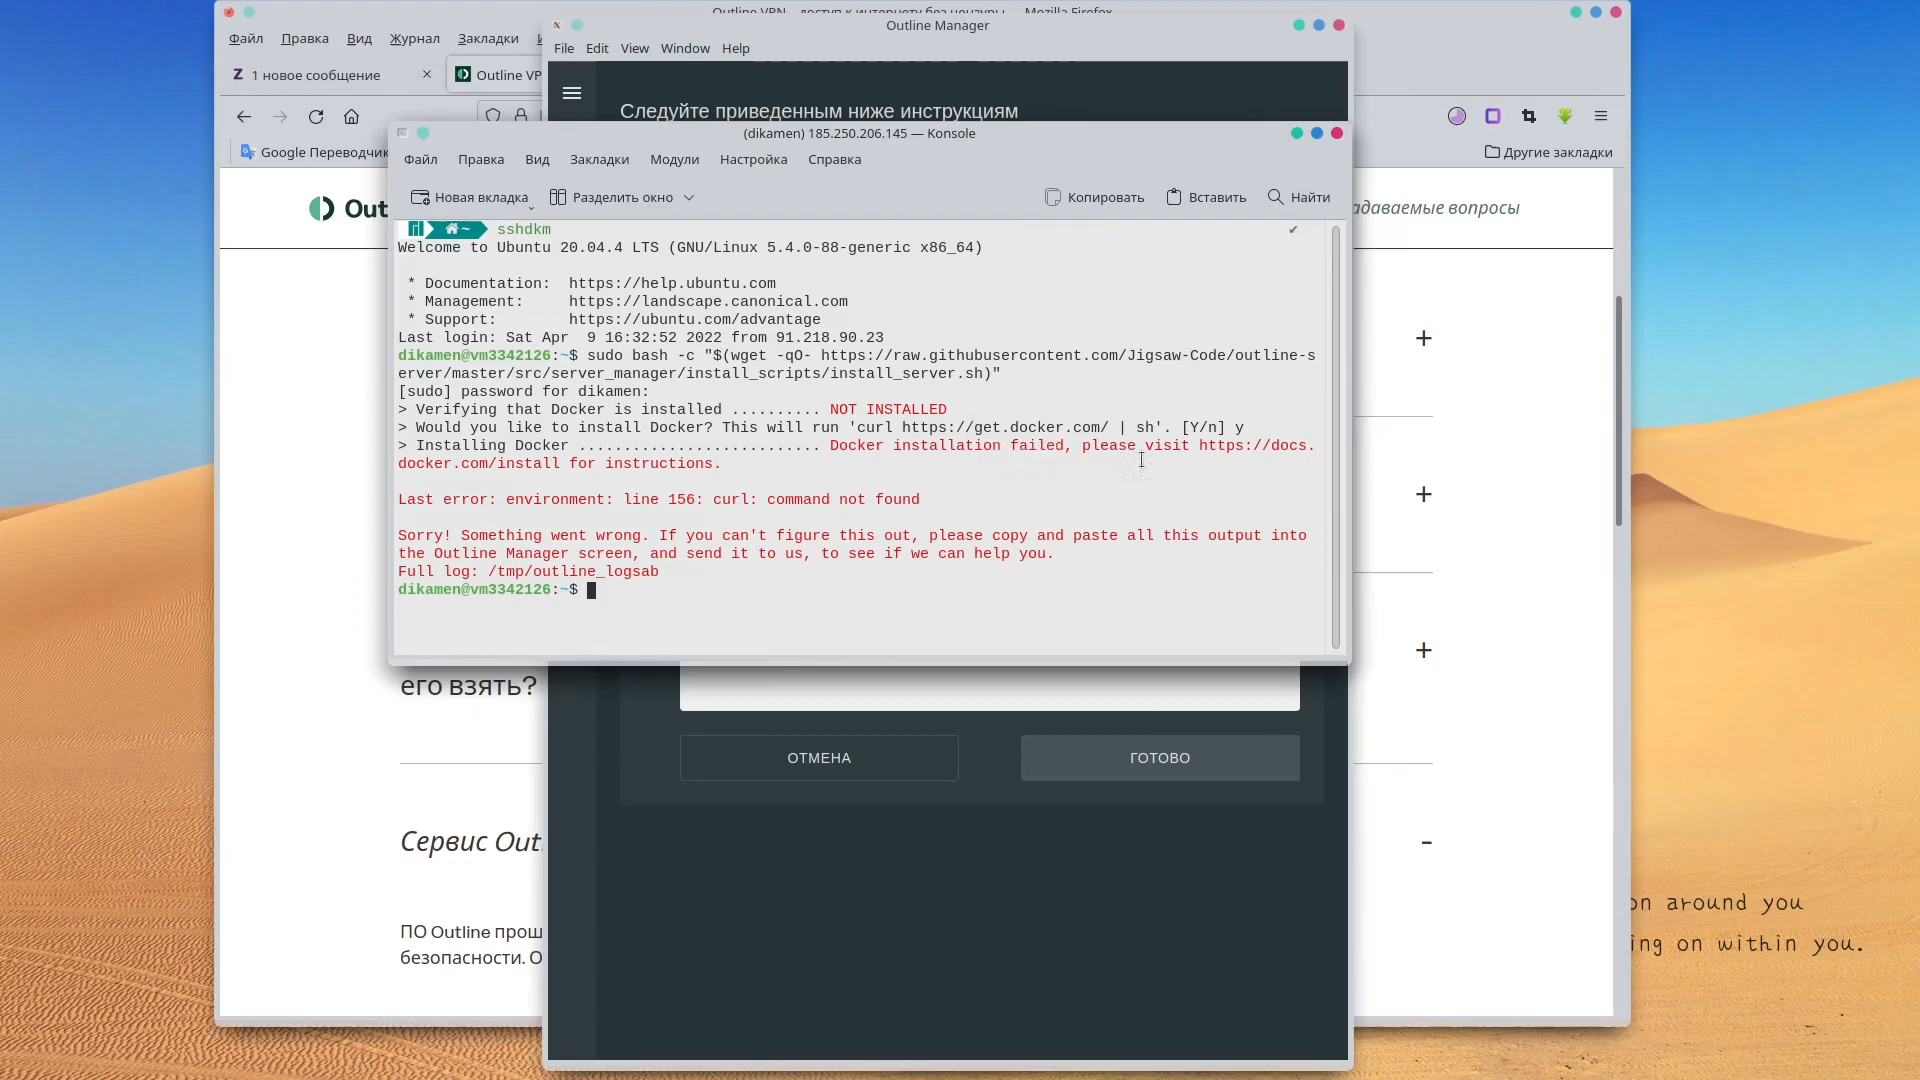 Outline VPN – доступ к интернету без цензуры — Mozilla Firefox
Файл Правка Вид Журнал Закладки
1 новое сообщение
Outline VP
Google Переводчик
Другие закладки
Out
адаваемые вопросы
Outline Manager
File Edit View Window Help
Следуйте приведенным ниже инструкциям
(dikamen) 185.250.206.145 — Konsole
Файл Правка Вид Закладки Модули Настройка Справка
Новая вкладка Разделить окно Копировать Вставить Найти
~ sshdkm ✔
Welcome to Ubuntu 20.04.4 LTS (GNU/Linux 5.4.0-88-generic x86_64)
* Documentation: https://help.ubuntu.com
* Management: https://landscape.canonical.com
* Support: https://ubuntu.com/advantage
Last login: Sat Apr 9 16:32:52 2022 from 91.218.90.23
dikamen@vm3342126:~$ sudo bash -c "$(wget -qO- https://raw.githubusercontent.com/Jigsaw-Code/outline-s
erver/master/src/server_manager/install_scripts/install_server.sh)"
[sudo] password for dikamen:
> Verifying that Docker is installed .......... NOT INSTALLED
> Would you like to install Docker? This will run 'curl https://get.docker.com/ | sh'. [Y/n] y
> Installing Docker ........................... Docker installation failed, please visit https://docs.
docker.com/install for instructions.
Last error: environment: line 156: curl: command not found
Sorry! Something went wrong. If you can't figure this out, please copy and paste all this output into
the Outline Manager screen, and send it to us, to see if we can help you.
Full log: /tmp/outline_logsab
dikamen@vm3342126:~$
его взять?
ОТМЕНА ГОТОВО
Сервис Out
ПО Outline прош
безопасности. О
on around you
ing on within you.